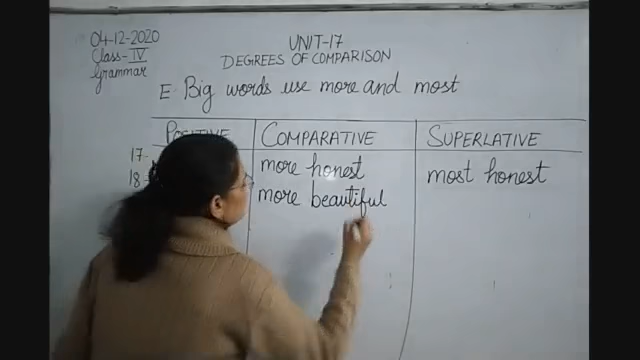 04-12-2020
Class-IV
Grammar
UNIT-17
DEGREES OF COMPARISON
E Big words use more and most
POSITIVE COMPARATIVE SUPERLATIVE
17- more honest most honest
18- more beautiful